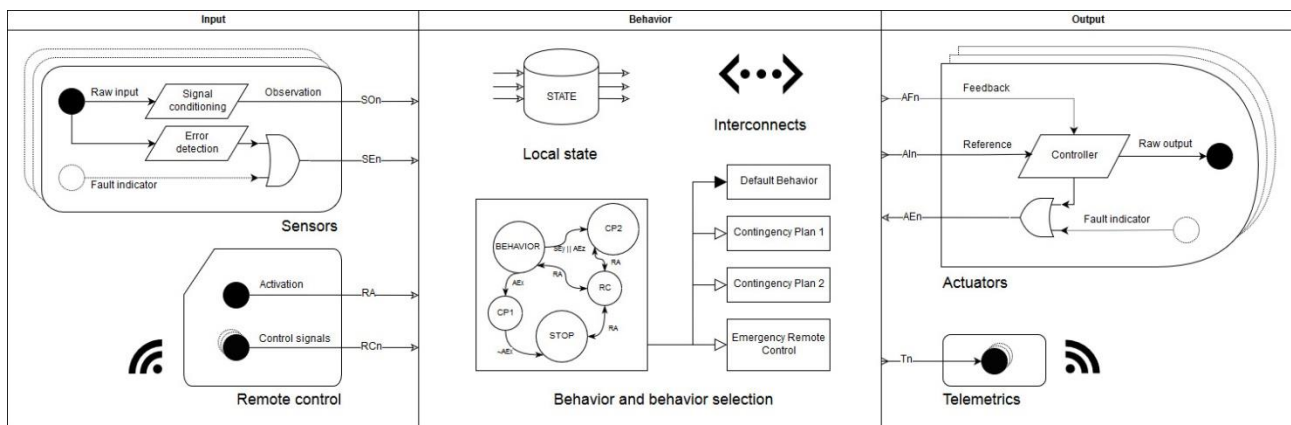 Input
Behavior
Output
Raw input
Signal
conditioning
Observation
SOn
Error
detection
SEn
Fault indicator
Sensors
Activation
RA
Control signals
RCn
Remote control
STATE
Local state
Interconnects
BEHAVIOR
CP2
SEy || AEz
RA
AEx
RA
RC
CP1
RA
STOP
¬AEx
Default Behavior
Contingency Plan 1
Contingency Plan 2
Emergency Remote
Control
Behavior and behavior selection
AFn
Feedback
AIn
Reference
Controller
Raw output
AEn
Fault indicator
Actuators
Tn
Telemetrics